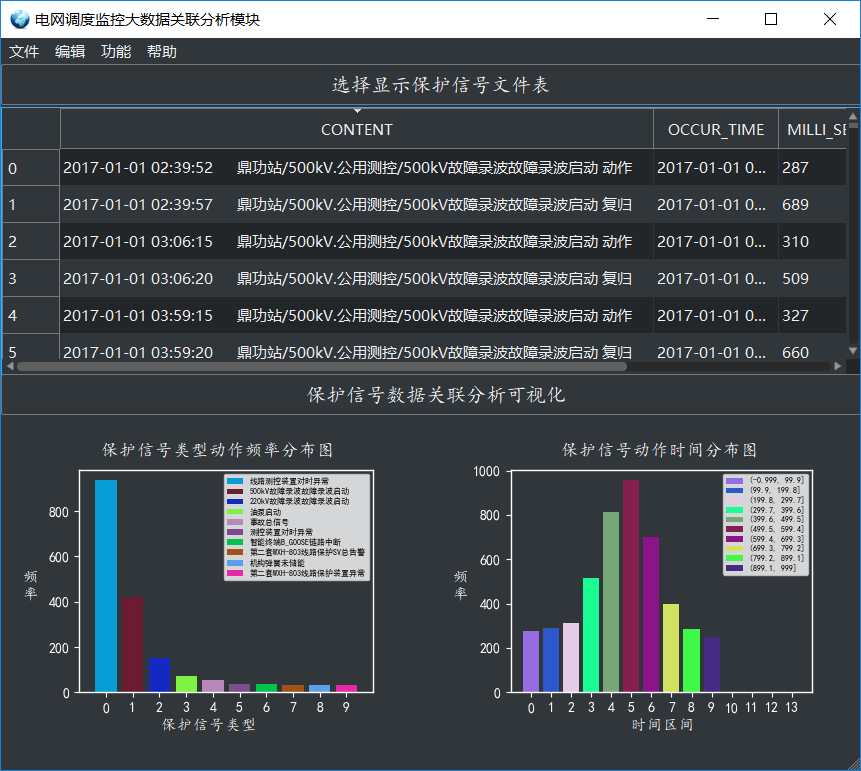 电网调度监控大数据关联分析模块
文件 编辑 功能 帮助
选择显示保护信号文件表
CONTENT OCCUR_TIME MILLI_SE
0 2017-01-01 02:39:52 鼎功站/500kV.公用测控/500kV故障录波故障录波启动 动作 2017-01-01 0... 287
1 2017-01-01 02:39:57 鼎功站/500kV.公用测控/500kV故障录波故障录波启动 复归 2017-01-01 0... 689
2 2017-01-01 03:06:15 鼎功站/500kV.公用测控/500kV故障录波故障录波启动 动作 2017-01-01 0... 310
3 2017-01-01 03:06:20 鼎功站/500kV.公用测控/500kV故障录波故障录波启动 复归 2017-01-01 0... 509
4 2017-01-01 03:59:15 鼎功站/500kV.公用测控/500kV故障录波故障录波启动 动作 2017-01-01 0... 327
5 2017-01-01 03:59:20 鼎功站/500kV.公用测控/500kV故障录波故障录波启动 复归 2017-01-01 0... 660
保护信号数据关联分析可视化
保护信号类型动作频率分布图
线路测控装置对时异常
500kV故障录波故障录波启动
220kV故障录波故障录波启动
油泵启动
事故总信号
测控装置对时异常
智能终端B_GOOSE链路中断
第二套WXH-803线路保护SV总告警
机构弹簧未储能
第二套WXH-803线路保护装置异常
800
600
400
200
0
频率
0 1 2 3 4 5 6 7 8 9
保护信号类型
保护信号动作时间分布图
(-0.999, 99.9]
(99.9, 199.8]
(199.8, 299.7]
(299.7, 399.6]
(399.6, 499.5]
(499.5, 599.4]
(599.4, 699.3]
(699.3, 799.2]
(799.2, 899.1]
(899.1, 999]
1000
800
600
400
200
0
频率
0 1 2 3 4 5 6 7 8 9 10 11 12 13
时间区间